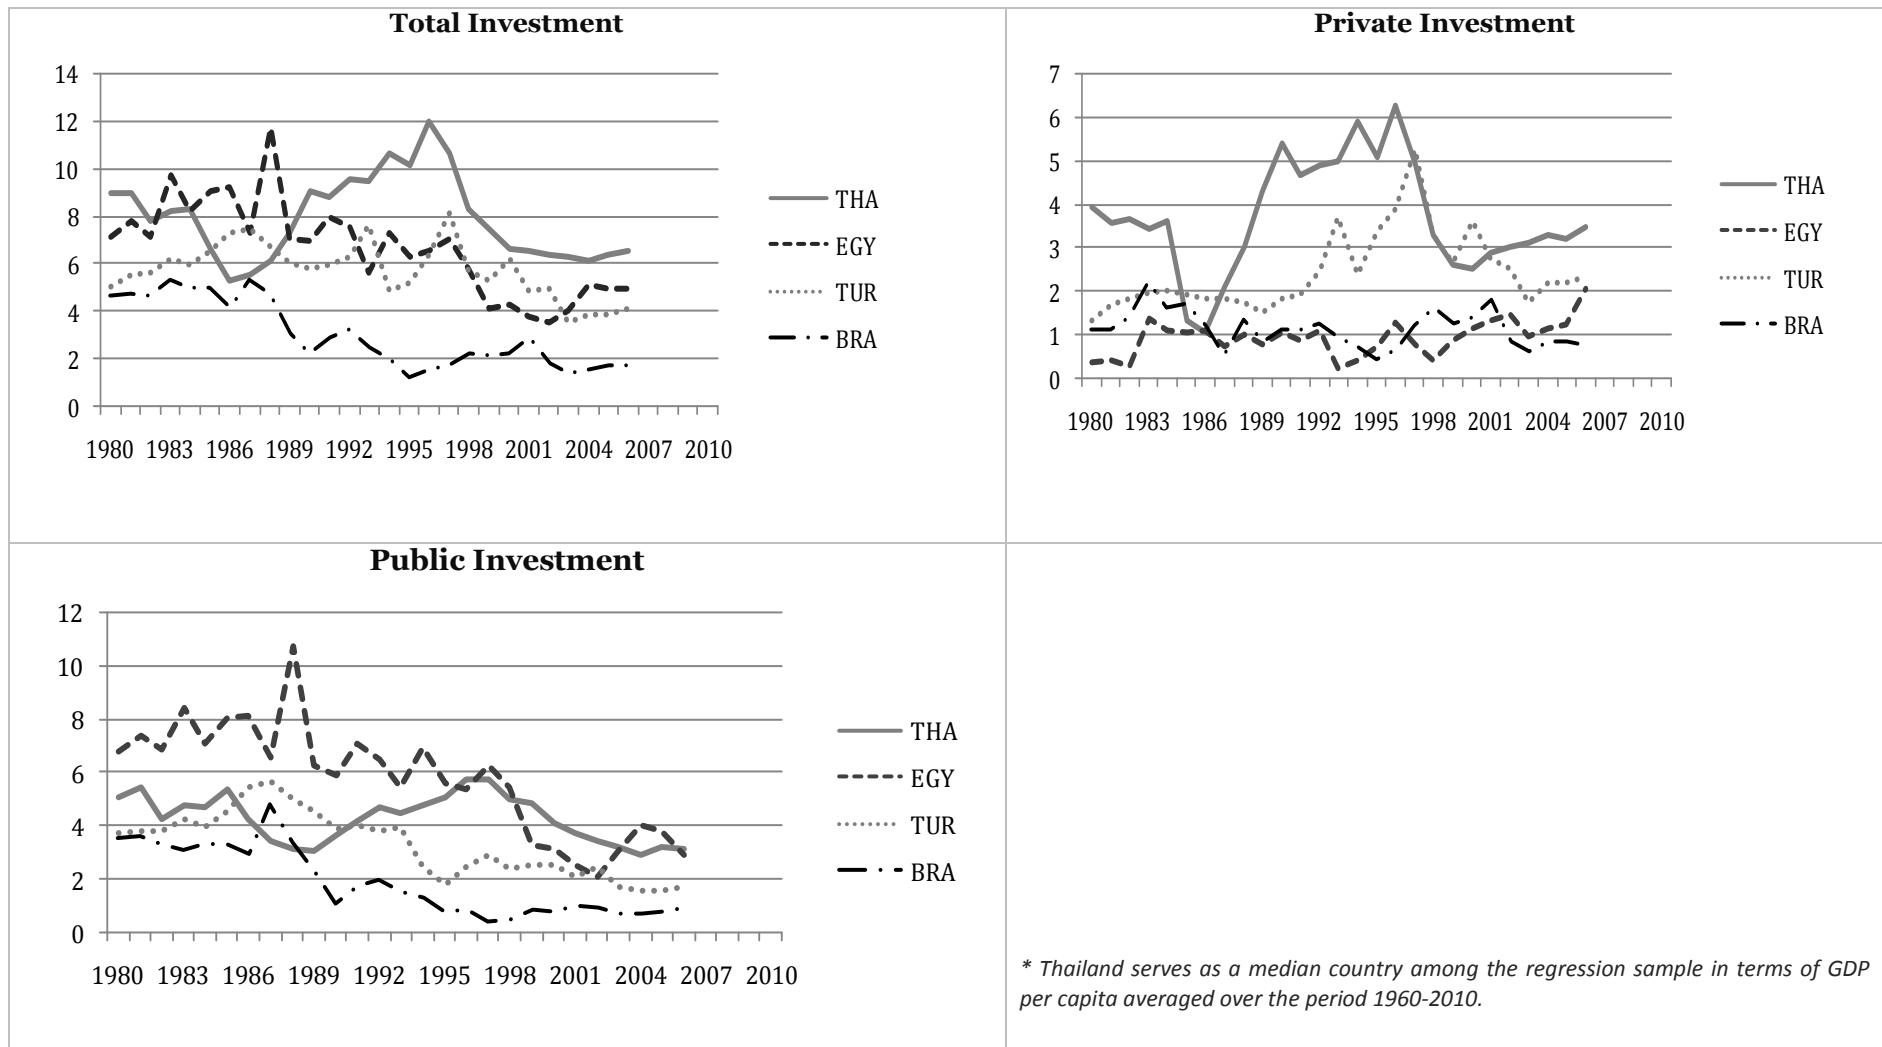 Total Investment
14
12
10
8
6
4
2
0
1980 1983 1986 1989 1992 1995 1998 2001 2004 2007 2010
THA
EGY
TUR
BRA
Private Investment
7
6
5
4
3
2
1
0
1980 1983 1986 1989 1992 1995 1998 2001 2004 2007 2010
THA
EGY
TUR
BRA
Public Investment
12
10
8
6
4
2
0
1980 1983 1986 1989 1992 1995 1998 2001 2004 2007 2010
THA
EGY
TUR
BRA
* Thailand serves as a median country among the regression sample in terms of GDP
per capita averaged over the period 1960-2010.